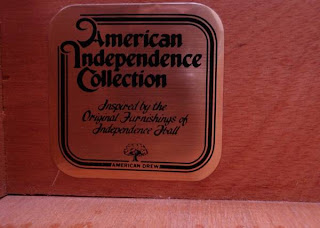 American
Independence
Collection
Inspired by the
Original Furnishings of
Independence Hall
AMERICAN DREW